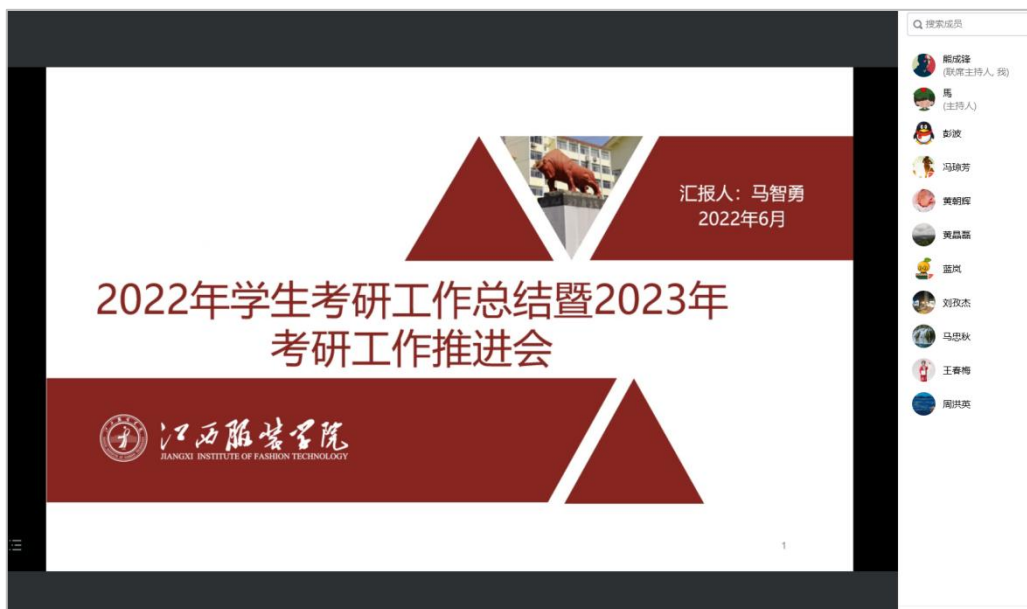 搜索成员
熊成锋
(联席主持人, 我)
馬
(主持人)
彭波
冯琼芳
黄朝辉
黄晶磊
蓝岚
刘孜杰
马思秋
王春梅
周洪英
汇报人：马智勇
2022年6月
2022年学生考研工作总结暨2023年
考研工作推进会
江西服装学院
JIANGXI INSTITUTE OF FASHION TECHNOLOGY
1